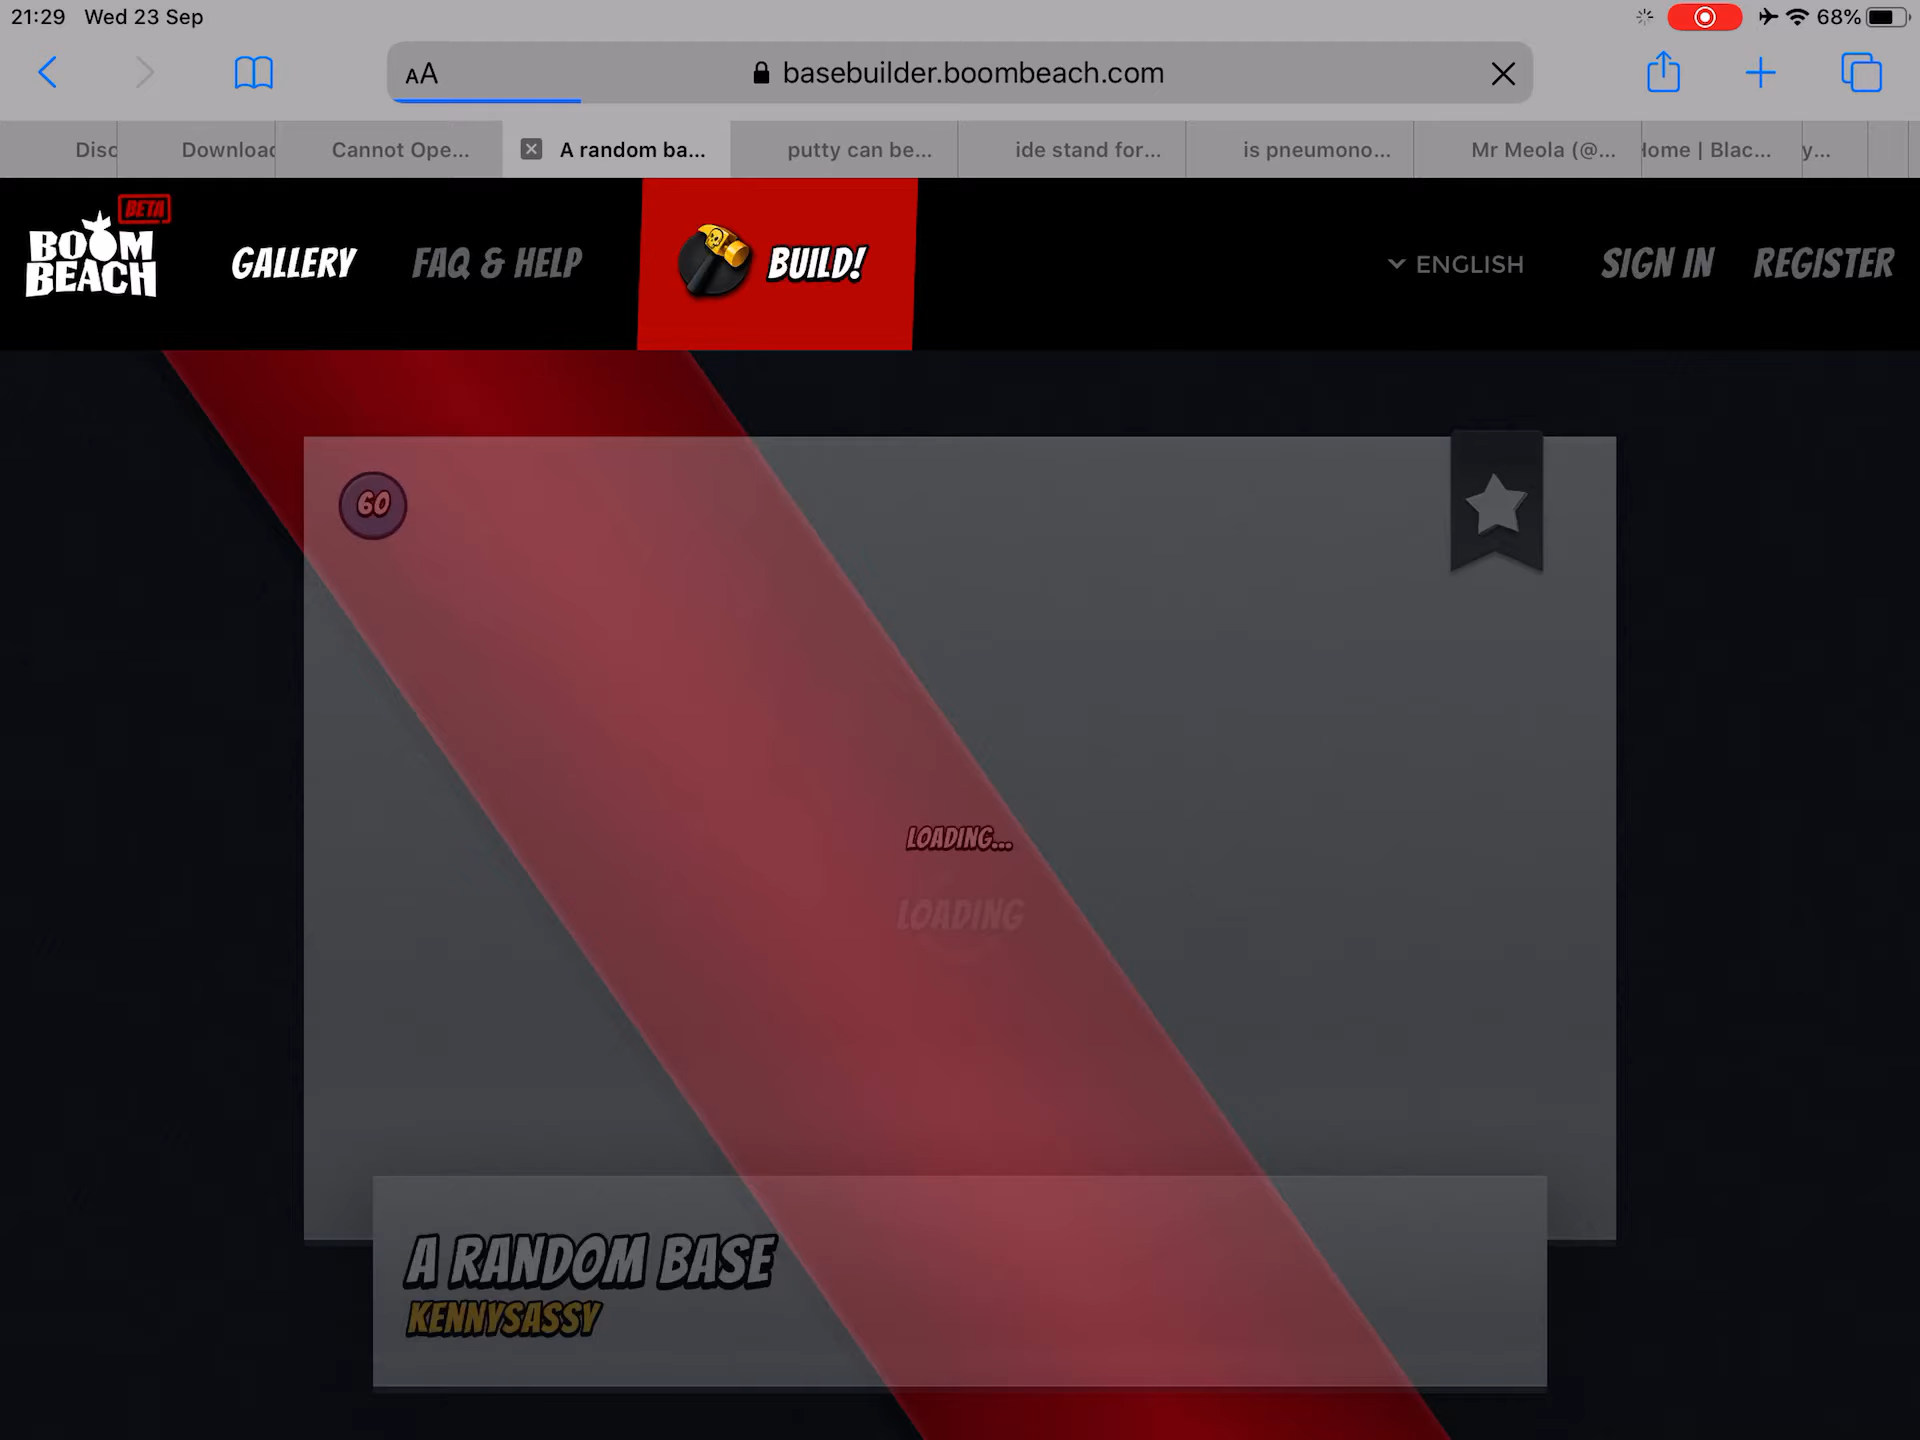 21:29 Wed 23 Sep
68%
AA basebuilder.boombeach.com
Disc Download Cannot Ope... A random ba... putty can be... ide stand for... is pneumono... Mr Meola (@... Home | Blac... y...
BETA
BOOM
BEACH
GALLERY FAQ & HELP BUILD! ENGLISH SIGN IN REGISTER
60
LOADING...
LOADING
A RANDOM BASE
KENNYSASSY